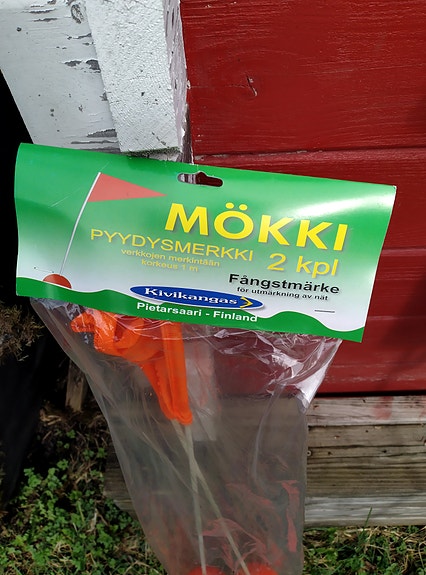 MÖKKI
PYYDYSMERKKI 2 kpl
verkkojen merkintään
korkeus 1 m
Fångstmärke
för utmärkning av nät
Kivikangas
Pietarsaari - Finland